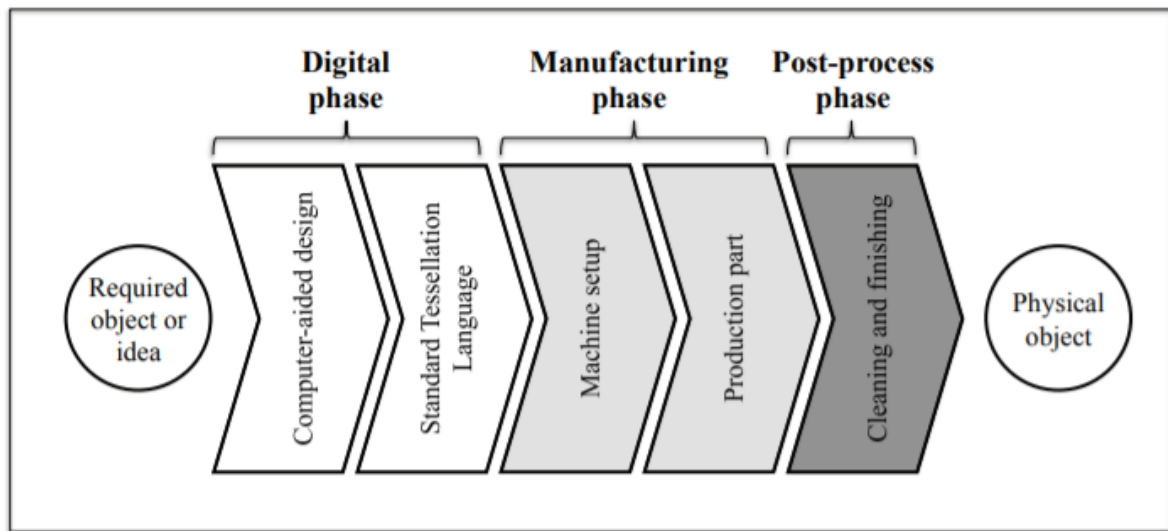 Digital
phase
Manufacturing
phase
Post-process
phase
Required
object or
idea
Computer-aided design
Standard Tessellation
Language
Machine setup
Production part
Cleaning and finishing
Physical
object